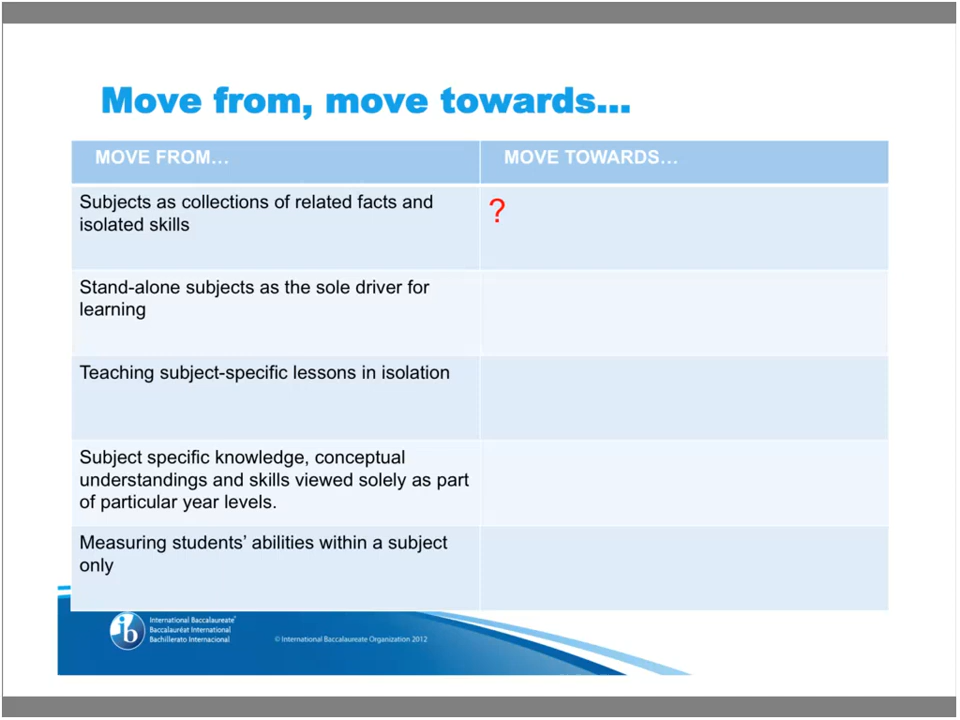 Move from, move towards...
MOVE FROM…
MOVE TOWARDS…
Subjects as collections of related facts and
isolated skills
?
Stand-alone subjects as the sole driver for
learning
Teaching subject-specific lessons in isolation
Subject specific knowledge, conceptual
understandings and skills viewed solely as part
of particular year levels.
Measuring students’ abilities within a subject
only
ib
International Baccalaureate®
Baccalauréat International
Bachillerato Internacional
© International Baccalaureate Organization 2012